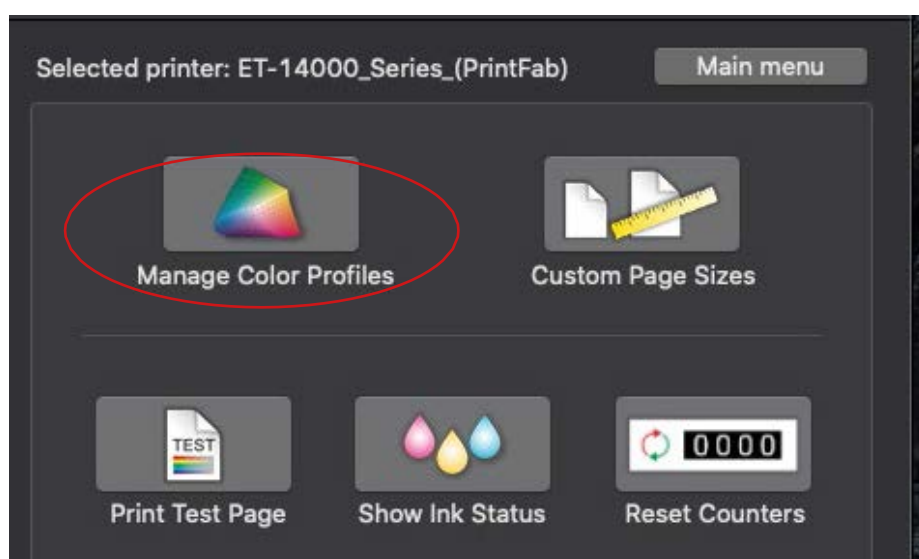 Selected printer: ET-14000_Series_(PrintFab) Main menu
Manage Color Profiles Custom Page Sizes
TEST
0000
Print Test Page Show Ink Status Reset Counters